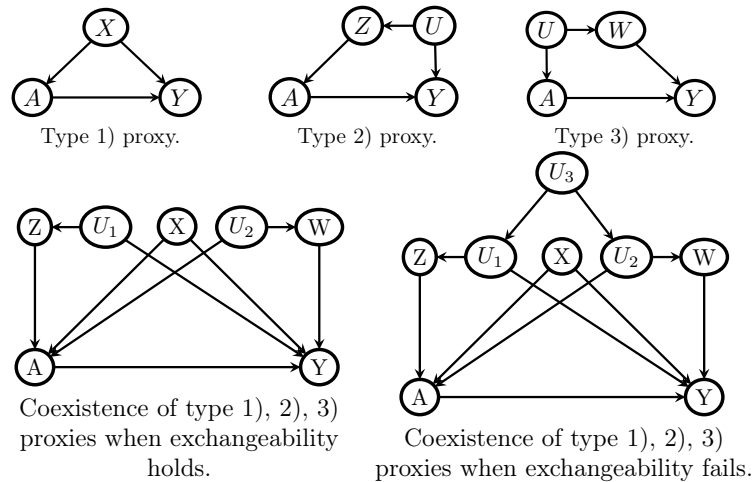 X
A
Y
Type 1) proxy.
Z
U
A
Y
Type 2) proxy.
U
W
A
Y
Type 3) proxy.
Z
U₁
X
U₂
W
A
Y
Coexistence of type 1), 2), 3)
proxies when exchangeability
holds.
U₃
Z
U₁
X
U₂
W
A
Y
Coexistence of type 1), 2), 3)
proxies when exchangeability fails.